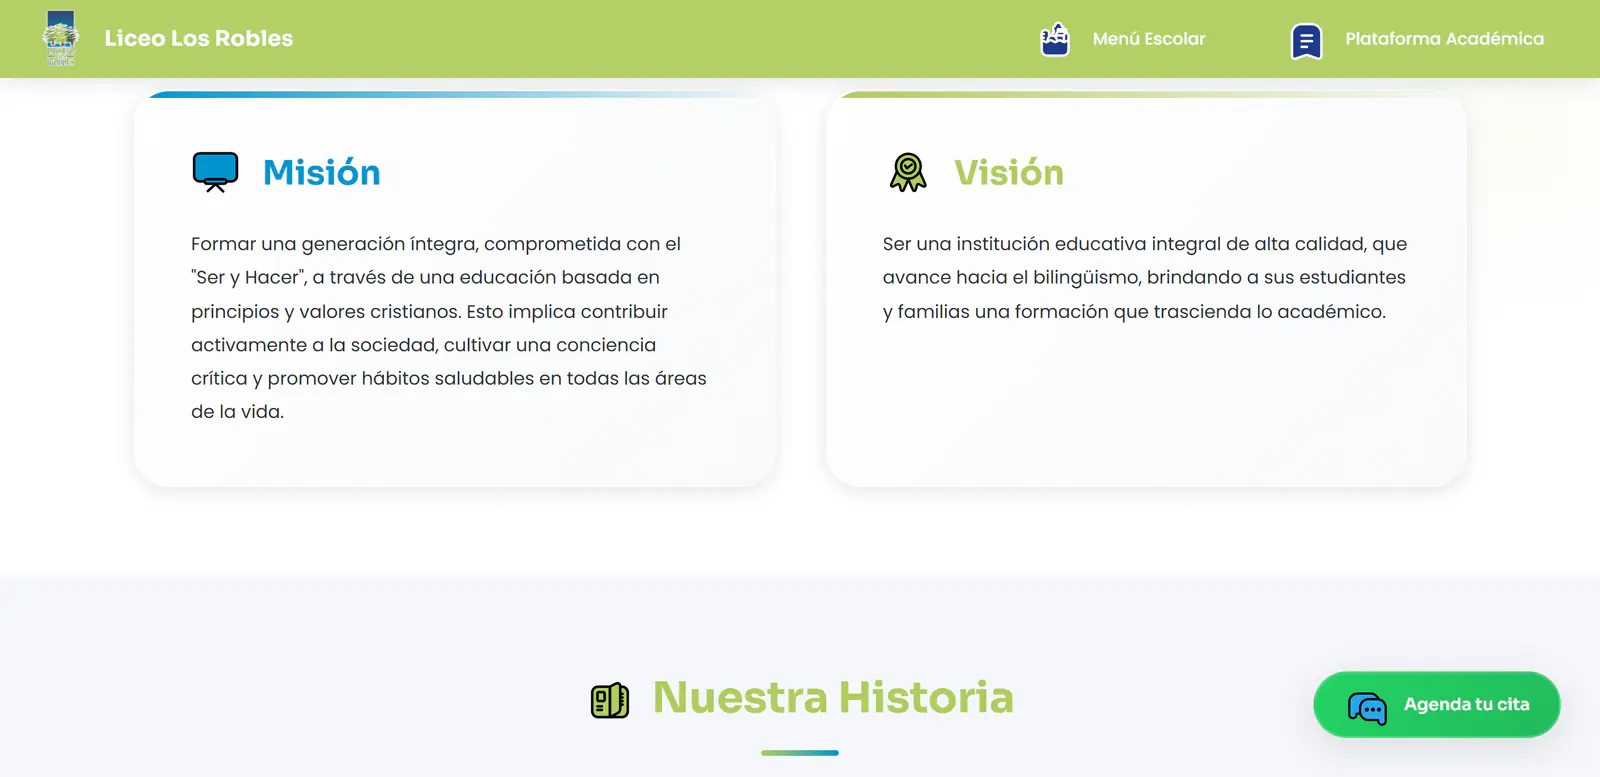 Liceo Los Robles
Menú Escolar
Plataforma Académica
Misión
Formar una generación íntegra, comprometida con el
"Ser y Hacer", a través de una educación basada en
principios y valores cristianos. Esto implica contribuir
activamente a la sociedad, cultivar una conciencia
crítica y promover hábitos saludables en todas las áreas
de la vida.
Visión
Ser una institución educativa integral de alta calidad, que
avance hacia el bilingüismo, brindando a sus estudiantes
y familias una formación que trascienda lo académico.
Nuestra Historia
Agenda tu cita